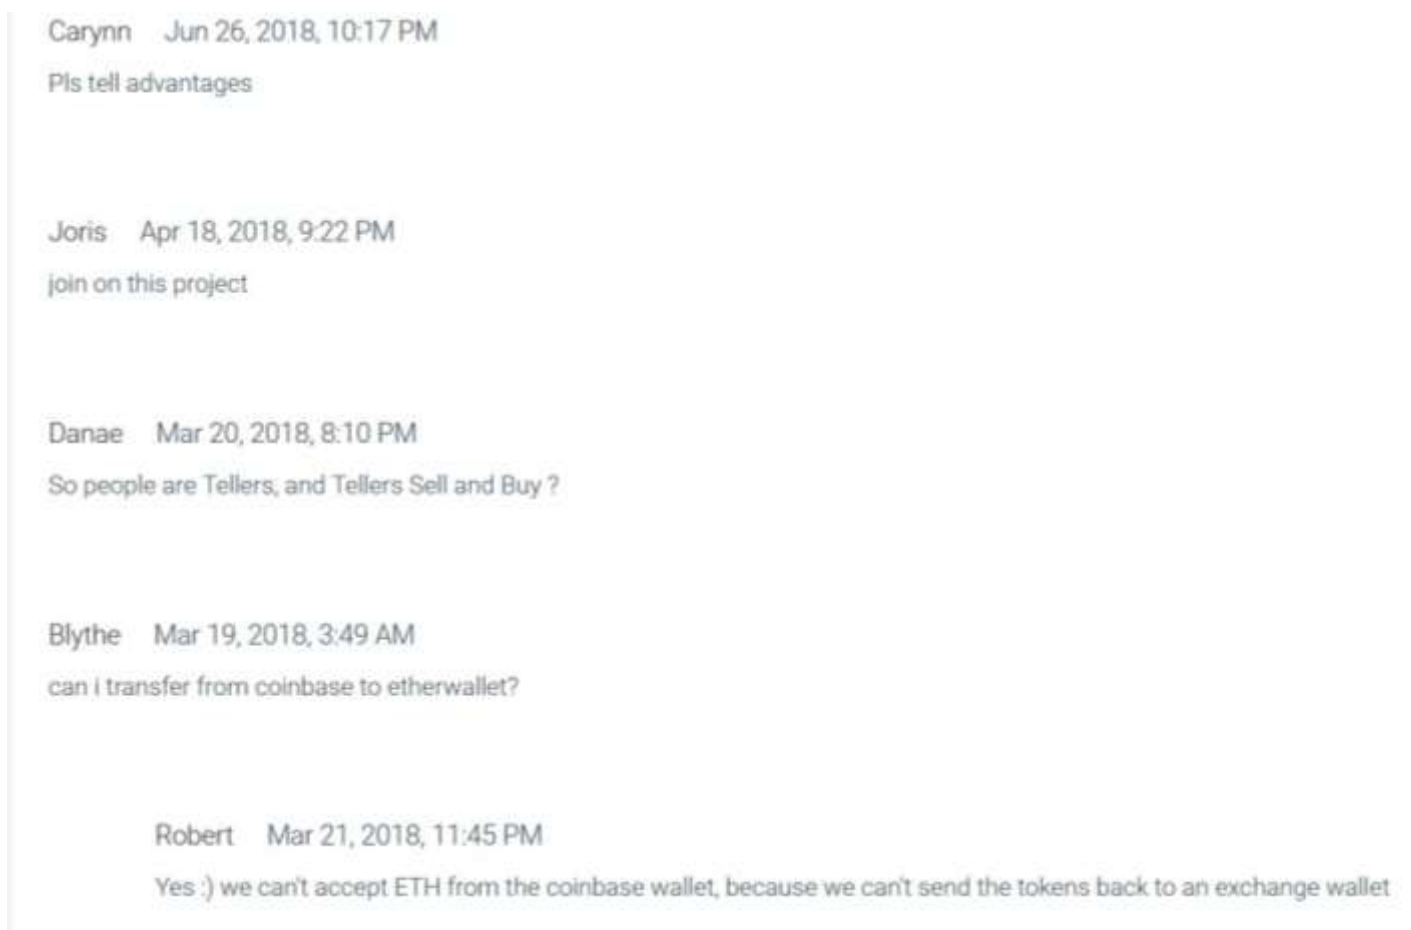 Carynn Jun 26, 2018, 10:17 PM
Pls tell advantages
Joris Apr 18, 2018, 9:22 PM
join on this project
Danae Mar 20, 2018, 8:10 PM
So people are Tellers, and Tellers Sell and Buy ?
Blythe Mar 19, 2018, 3:49 AM
can i transfer from coinbase to etherwallet?
Robert Mar 21, 2018, 11:45 PM
Yes :) we can't accept ETH from the coinbase wallet, because we can't send the tokens back to an exchange wallet